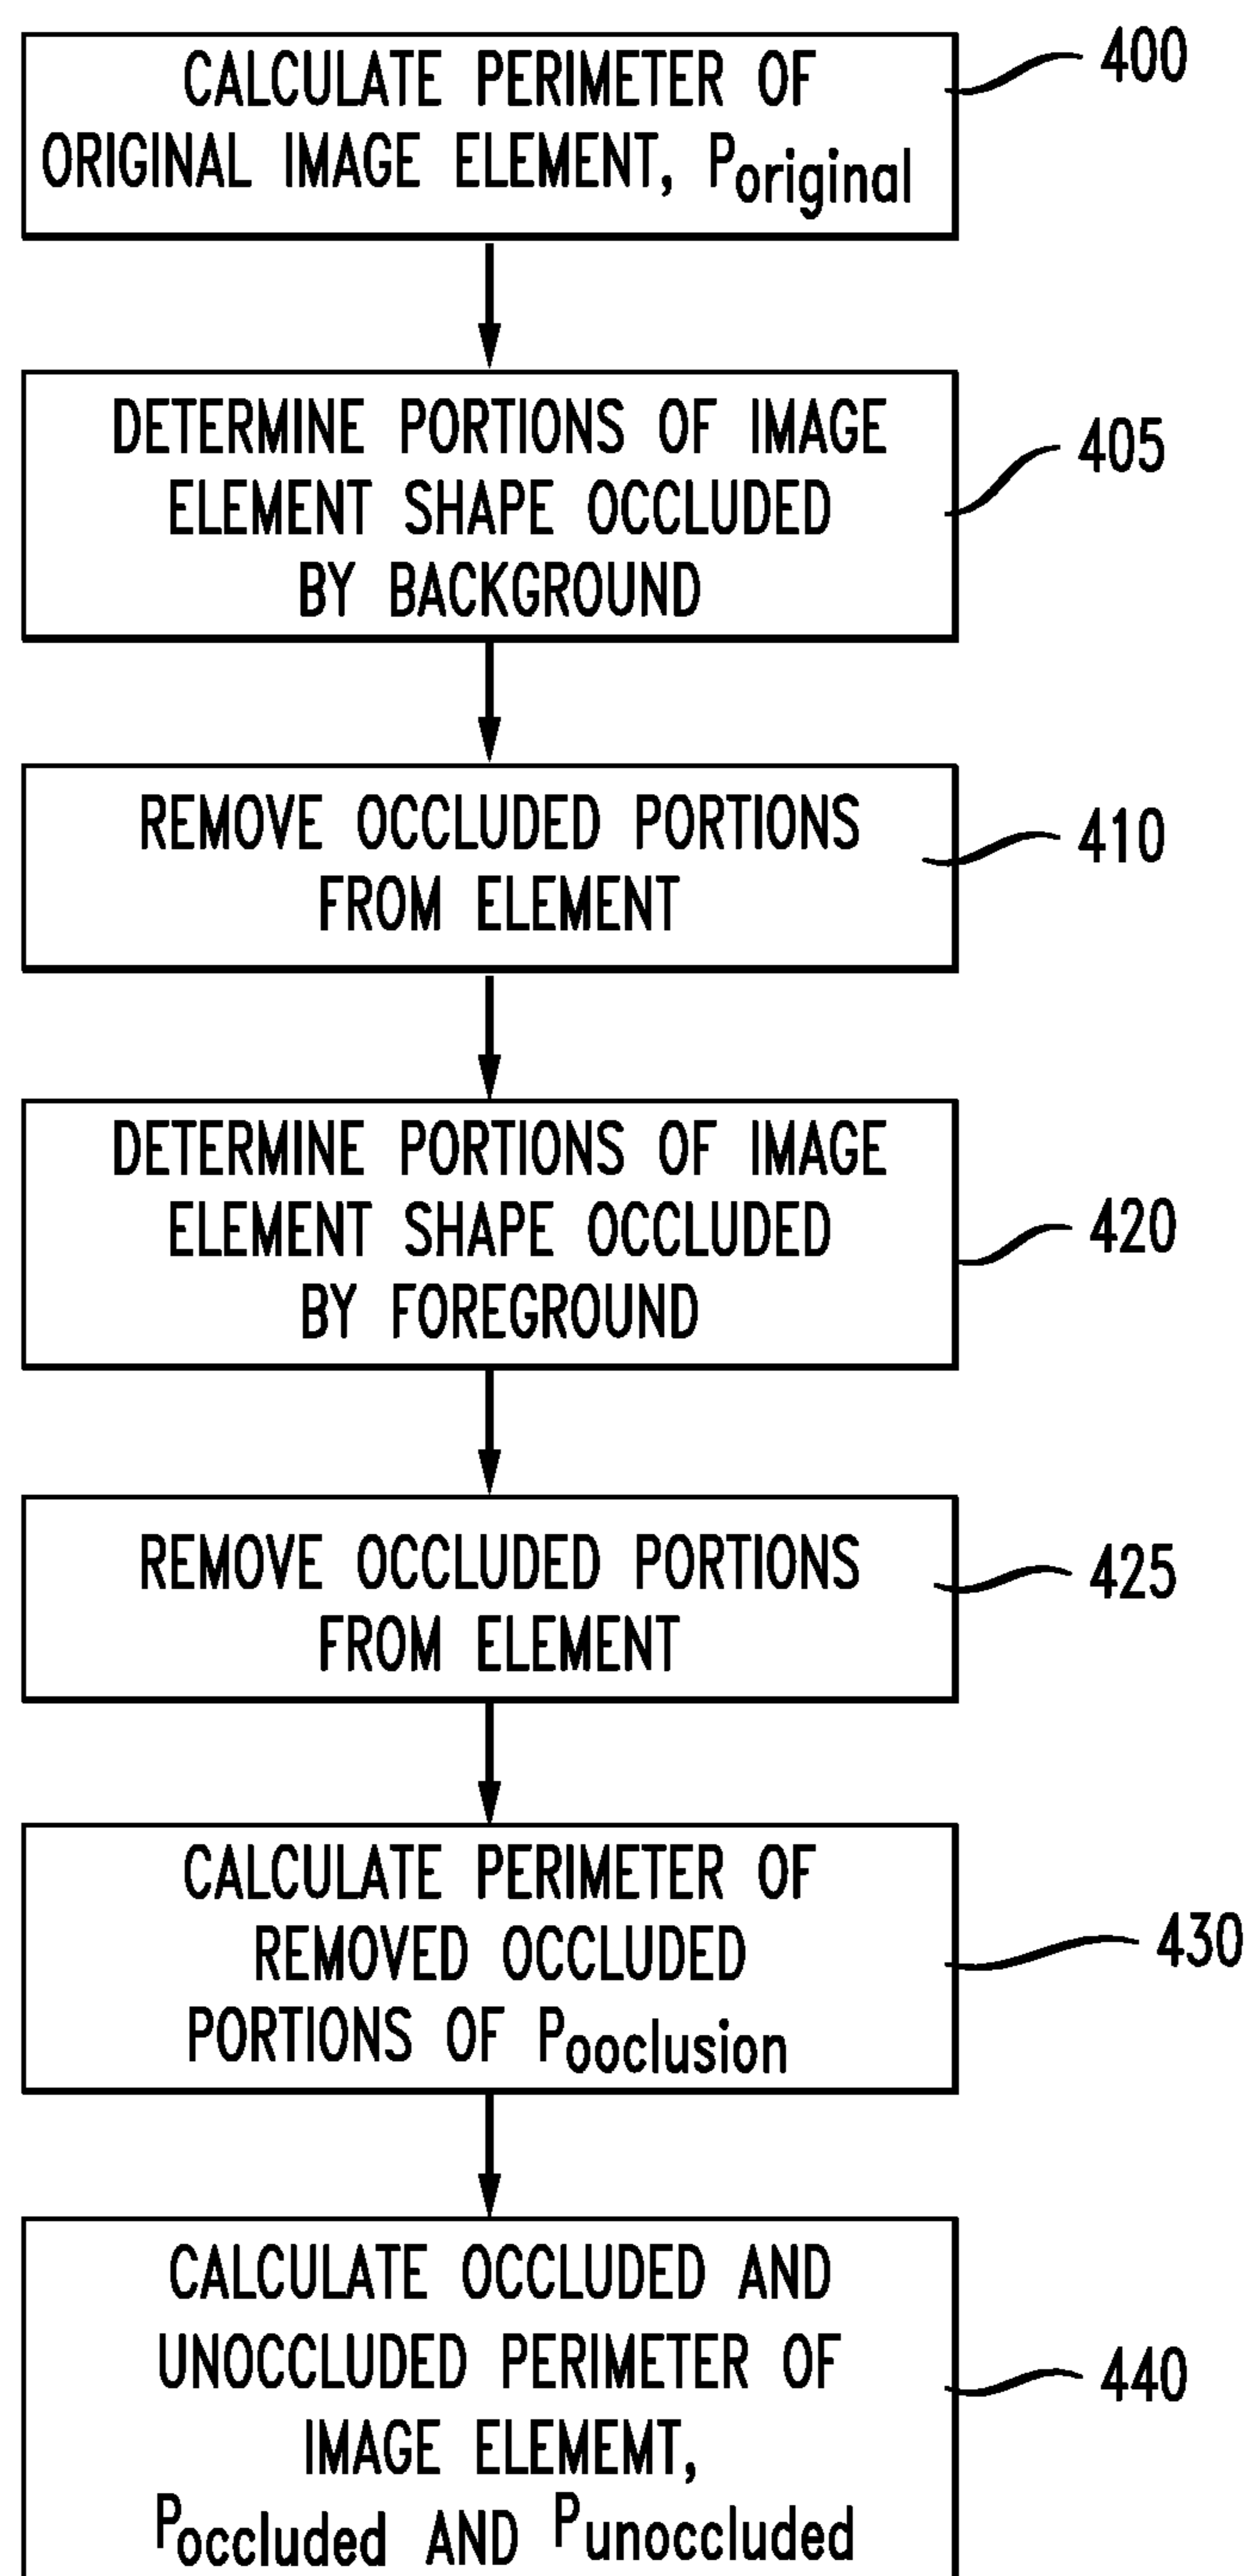 CALCULATE PERIMETER OF
ORIGINAL IMAGE ELEMENT, Poriginal
400
DETERMINE PORTIONS OF IMAGE
ELEMENT SHAPE OCCLUDED
BY BACKGROUND
405
REMOVE OCCLUDED PORTIONS
FROM ELEMENT
410
DETERMINE PORTIONS OF IMAGE
ELEMENT SHAPE OCCLUDED
BY FOREGROUND
420
REMOVE OCCLUDED PORTIONS
FROM ELEMENT
425
CALCULATE PERIMETER OF
REMOVED OCCLUDED
PORTIONS OF Pooclusion
430
CALCULATE OCCLUDED AND
UNOCCLUDED PERIMETER OF
IMAGE ELEMEMT,
Poccluded AND Punoccluded
440